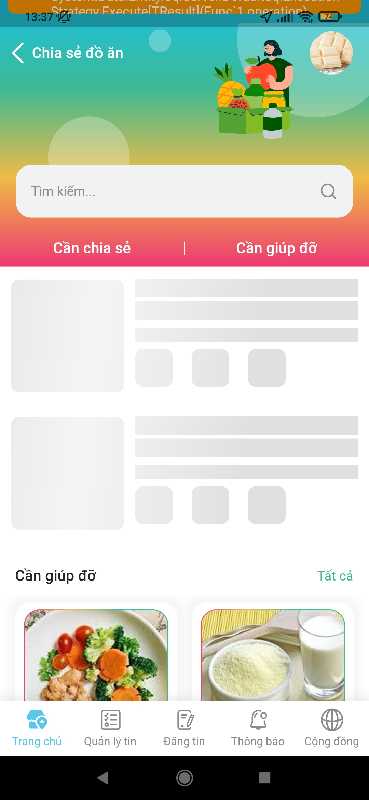 Strategy.Execute[TResult](Func`1 operation)
13:37
Chia sẻ đồ ăn
Tìm kiếm...
Cần chia sẻ | Cần giúp đỡ
Cần giúp đỡ Tất cả
Trang chủ Quản lý tin Đăng tin Thông báo Cộng đồng